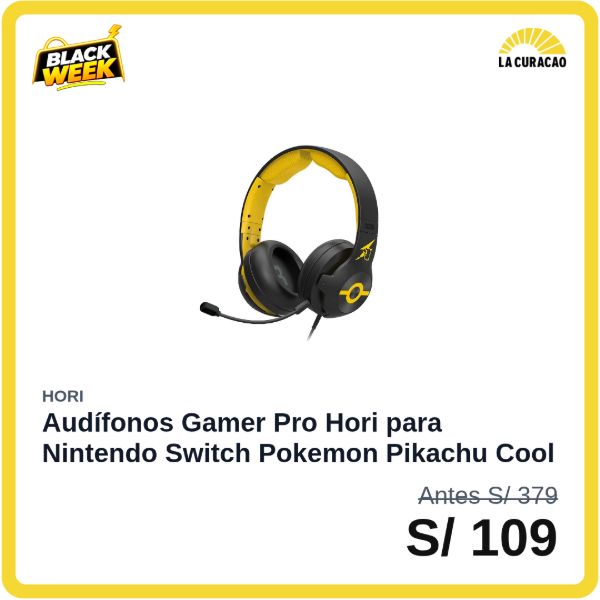 BLACK
WEEK
LA CURACAO
HORI
Audífonos Gamer Pro Hori para
Nintendo Switch Pokemon Pikachu Cool
Antes S/ 379
S/ 109